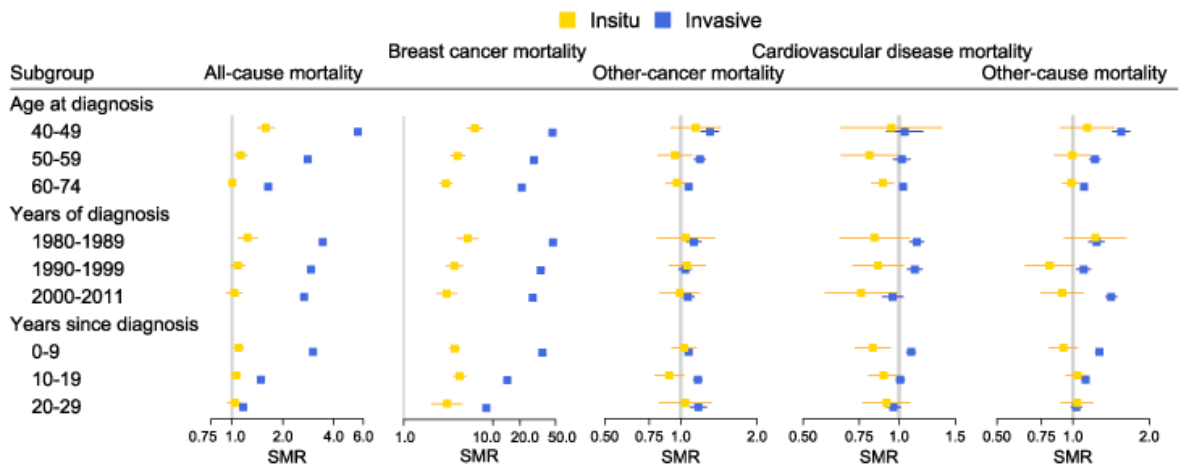 Insitu Invasive
Breast cancer mortality Cardiovascular disease mortality
Subgroup All-cause mortality Other-cancer mortality Other-cause mortality
Age at diagnosis
40-49
50-59
60-74
Years of diagnosis
1980-1989
1990-1999
2000-2011
Years since diagnosis
0-9
10-19
20-29
0.75 1.0 2.0 4.0 6.0 1.0 10.0 20.0 50.0 0.50 0.75 1.0 2.0 0.50 0.75 1.0 1.5 0.50 0.75 1.0 2.0
SMR SMR SMR SMR SMR